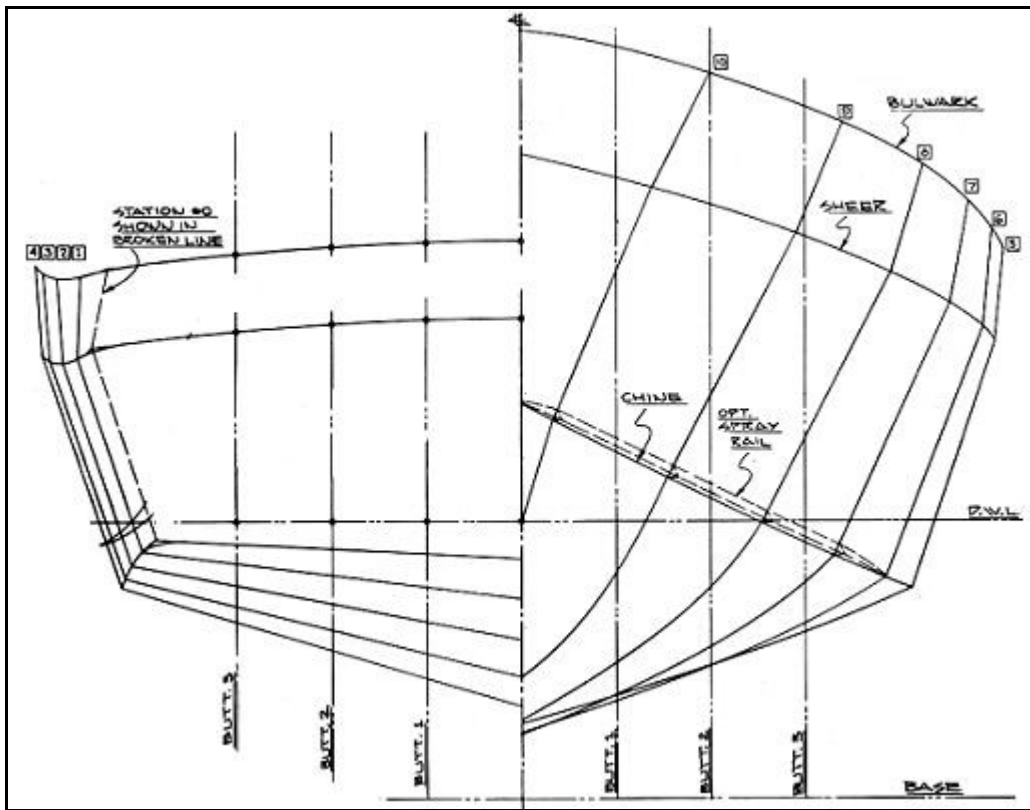 ℄
10
9
BULWARK
8
7
STATION #0
SHOWN IN
BROKEN LINE
SHEER
6
5
4 3 2 1
CHINE
OPT.
SPRAY
RAIL
D.W.L.
BUTT. 3
BUTT. 2
BUTT. 1
BUTT. 1
BUTT. 2
BUTT. 3
BASE